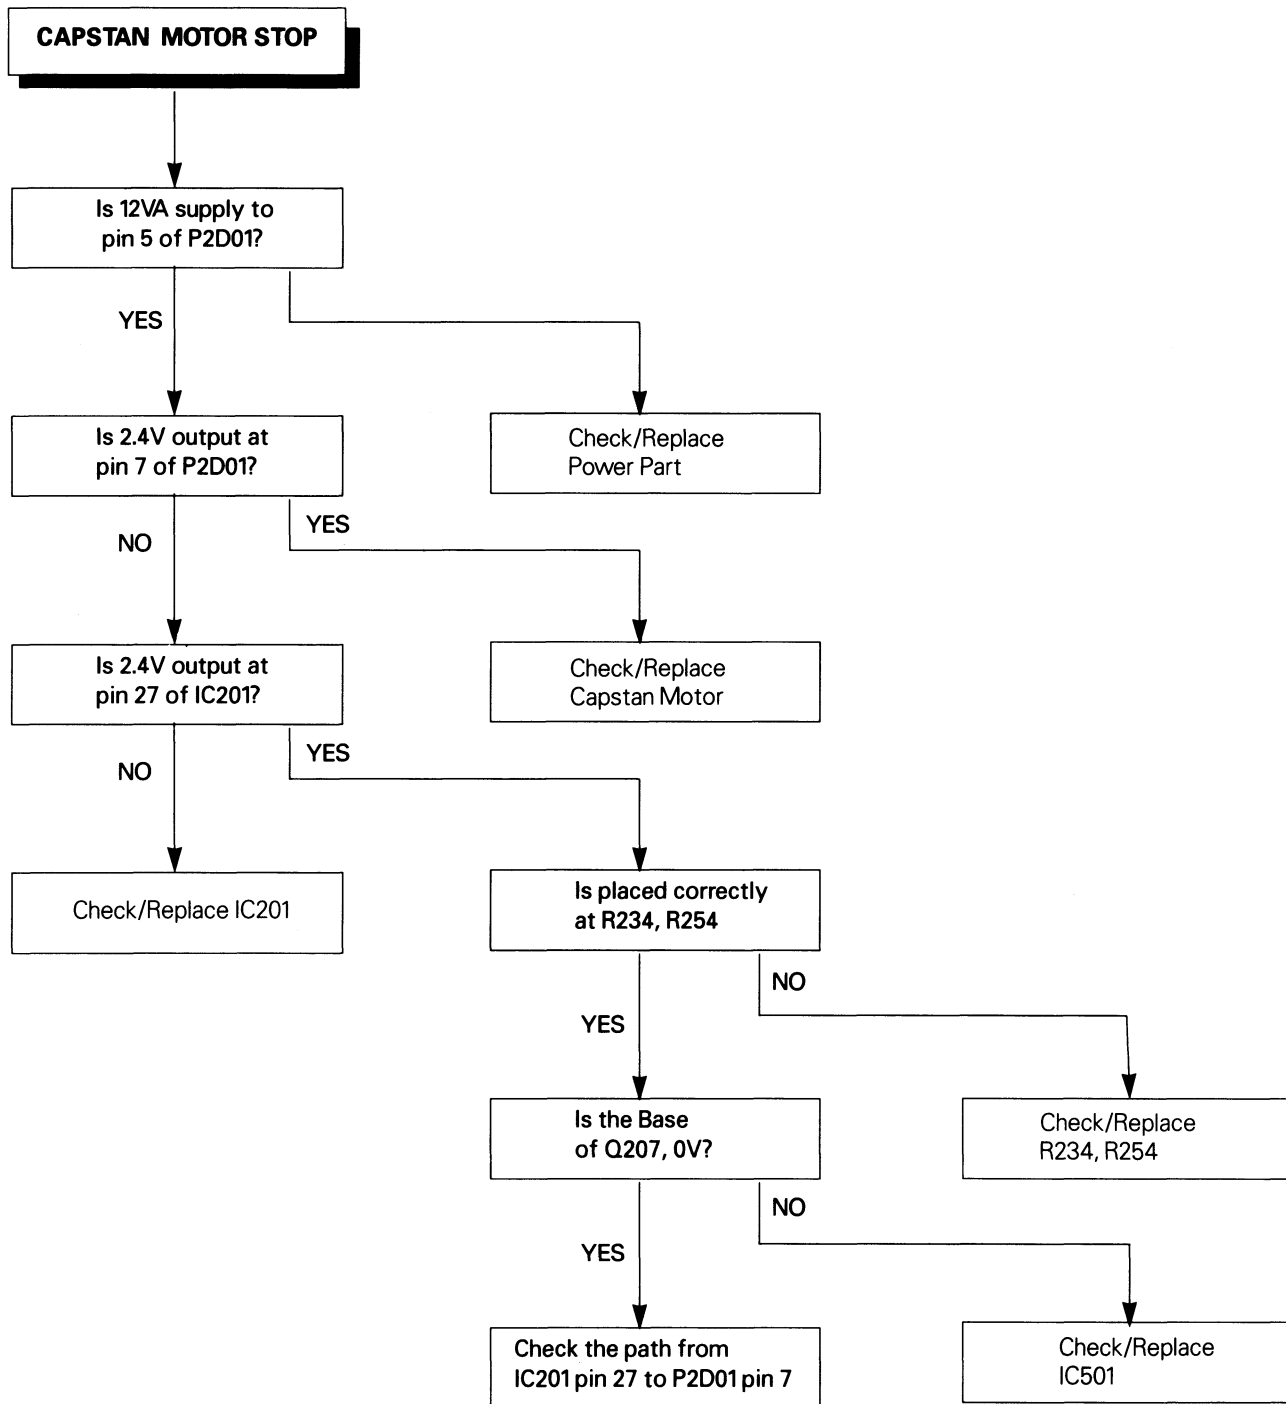 CAPSTAN MOTOR STOP
Is 12VA supply to
pin 5 of P2D01?
YES
Is 2.4V output at
pin 7 of P2D01?
Check/Replace
Power Part
YES
NO
Is 2.4V output at
pin 27 of IC201?
Check/Replace
Capstan Motor
YES
NO
Check/Replace IC201
Is placed correctly
at R234, R254
NO
YES
Is the Base
of Q207, 0V?
Check/Replace
R234, R254
NO
YES
Check the path from
IC201 pin 27 to P2D01 pin 7
Check/Replace
IC501